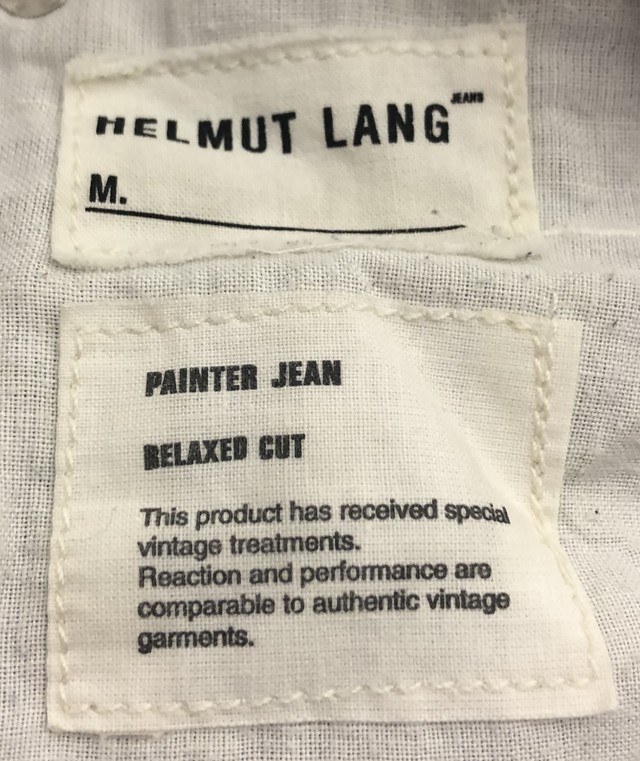 HELMUT LANG JEANS
M.
PAINTER JEAN
RELAXED CUT
This product has received special
vintage treatments.
Reaction and performance are
comparable to authentic vintage
garments.